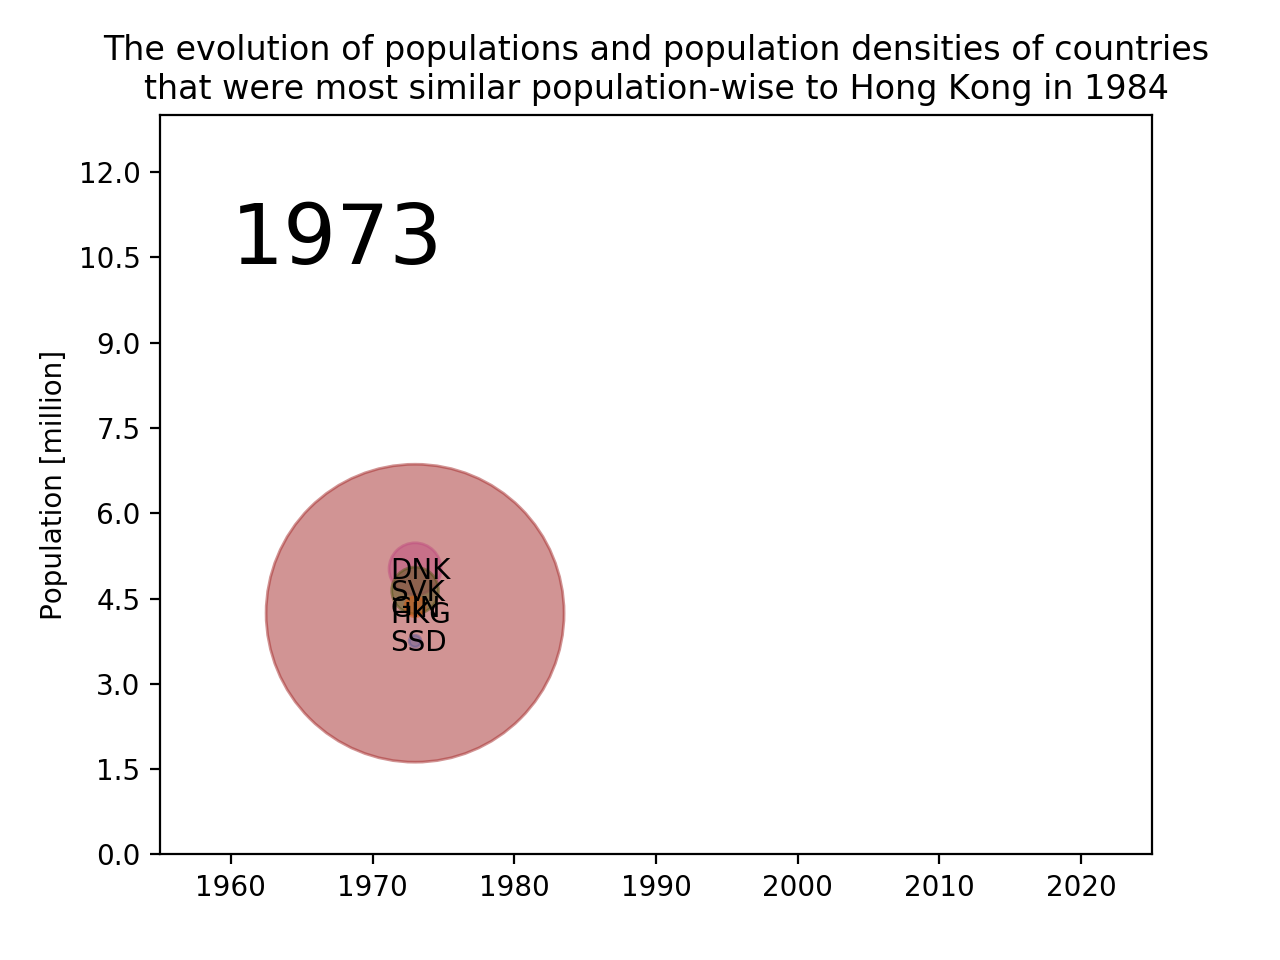 The evolution of populations and population densities of countries
that were most similar population-wise to Hong Kong in 1984
12.0
10.5
9.0
7.5
6.0
4.5
3.0
1.5
0.0
Population [million]
1973
DNK
SVK
GIN
HKG
SSD
1960 1970 1980 1990 2000 2010 2020